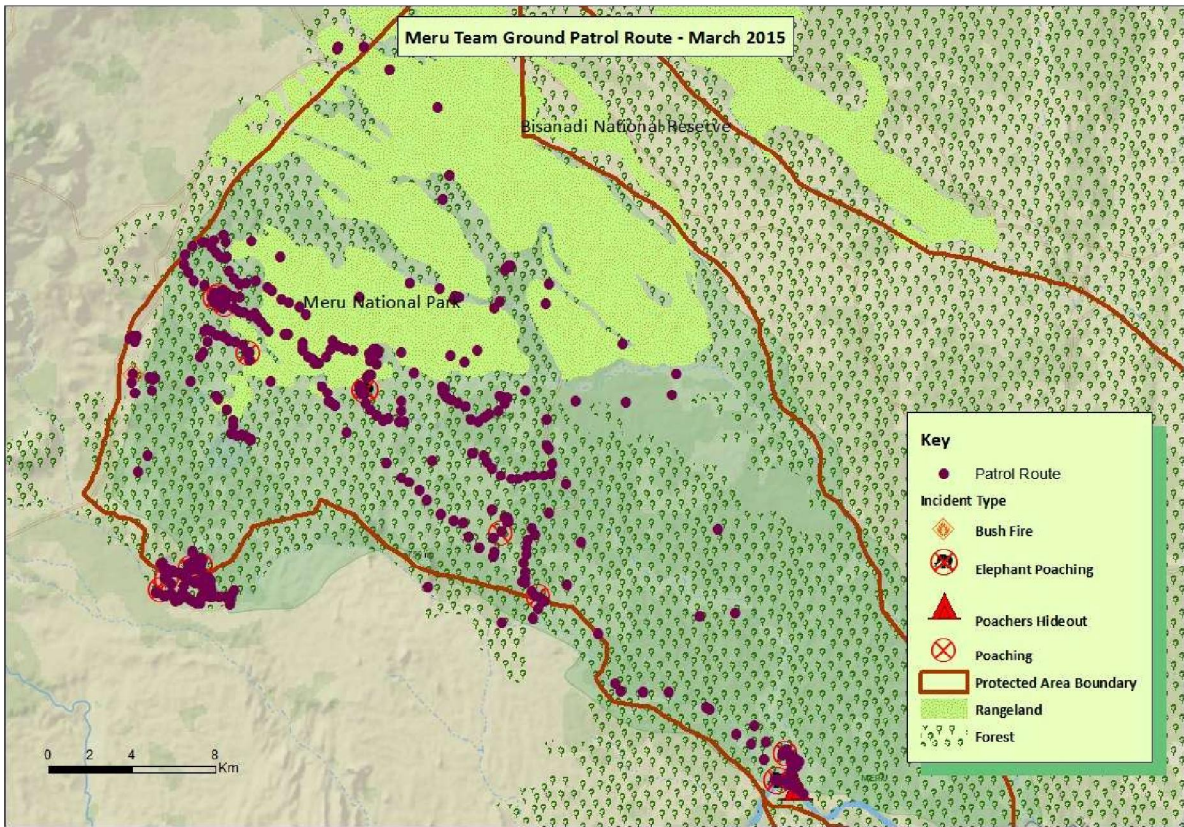 Meru Team Ground Patrol Route - March 2015
Bisanadi National Reserve
Meru National Park
Key
Patrol Route
Incident Type
Bush Fire
Elephant Poaching
Poachers Hideout
Poaching
Protected Area Boundary
Rangeland
Forest
0 2 4 8
Km
MERU